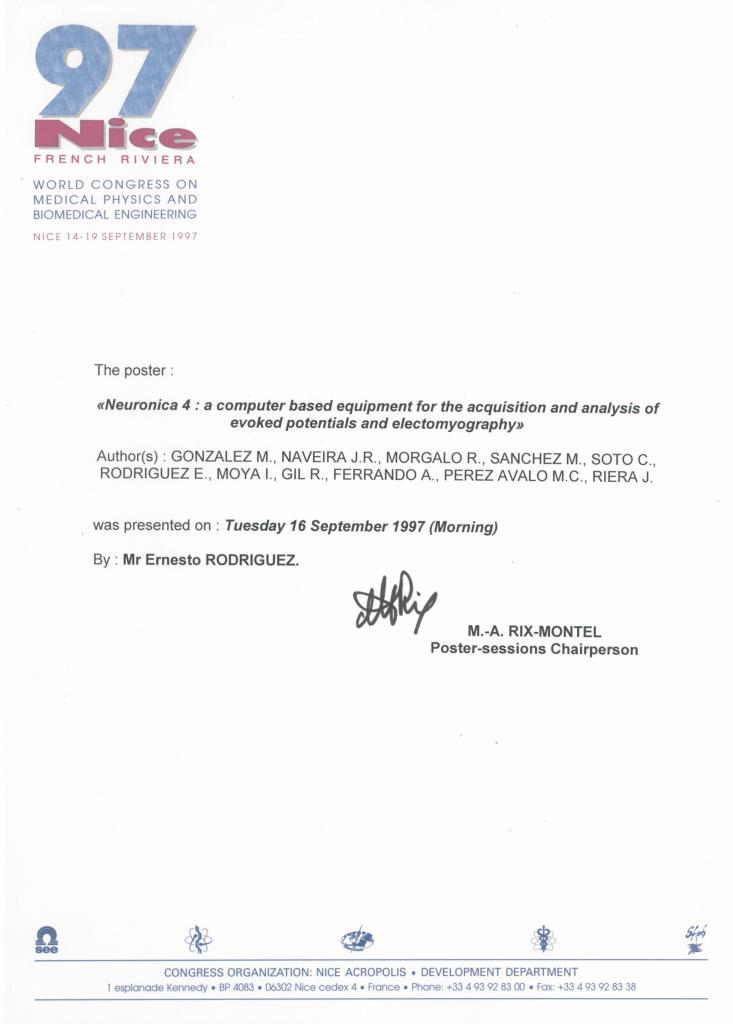 97
Nice
FRENCH RIVIERA
WORLD CONGRESS ON
MEDICAL PHYSICS AND
BIOMEDICAL ENGINEERING
NICE 14-19 SEPTEMBER 1997
The poster :
«Neuronica 4 : a computer based equipment for the acquisition and analysis of
evoked potentials and electomyography»
Author(s) : GONZALEZ M., NAVEIRA J.R., MORGALO R., SANCHEZ M., SOTO C.,
RODRIGUEZ E., MOYA I., GIL R., FERRANDO A., PEREZ AVALO M.C., RIERA J.
was presented on : Tuesday 16 September 1997 (Morning)
By : Mr Ernesto RODRIGUEZ.
M.-A. RIX-MONTEL
Poster-sessions Chairperson
see
CONGRESS ORGANIZATION: NICE ACROPOLIS • DEVELOPMENT DEPARTMENT
1 esplanade Kennedy • BP 4083 • 06302 Nice cedex 4 • France • Phone: +33 4 93 92 83 00 • Fax: +33 4 93 92 83 38